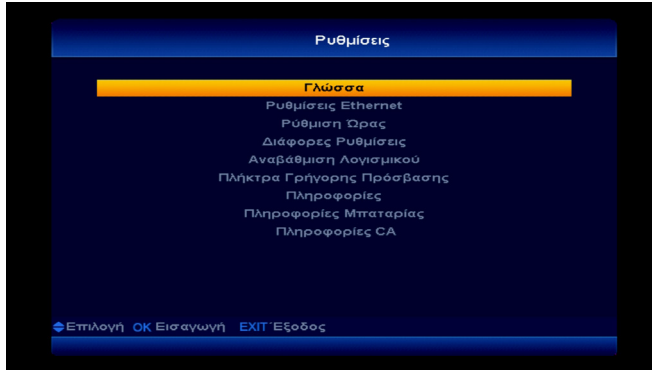 Ρυθμίσεις
Γλώσσα
Ρυθμίσεις Ethernet
Ρύθμιση Ώρας
Διάφορες Ρυθμίσεις
Αναβάθμιση Λογισμικού
Πλήκτρα Γρήγορης Πρόσβασης
Πληροφορίες
Πληροφορίες Μπαταρίας
Πληροφορίες CA
Επιλογή OK Εισαγωγή EXIT Έξοδος